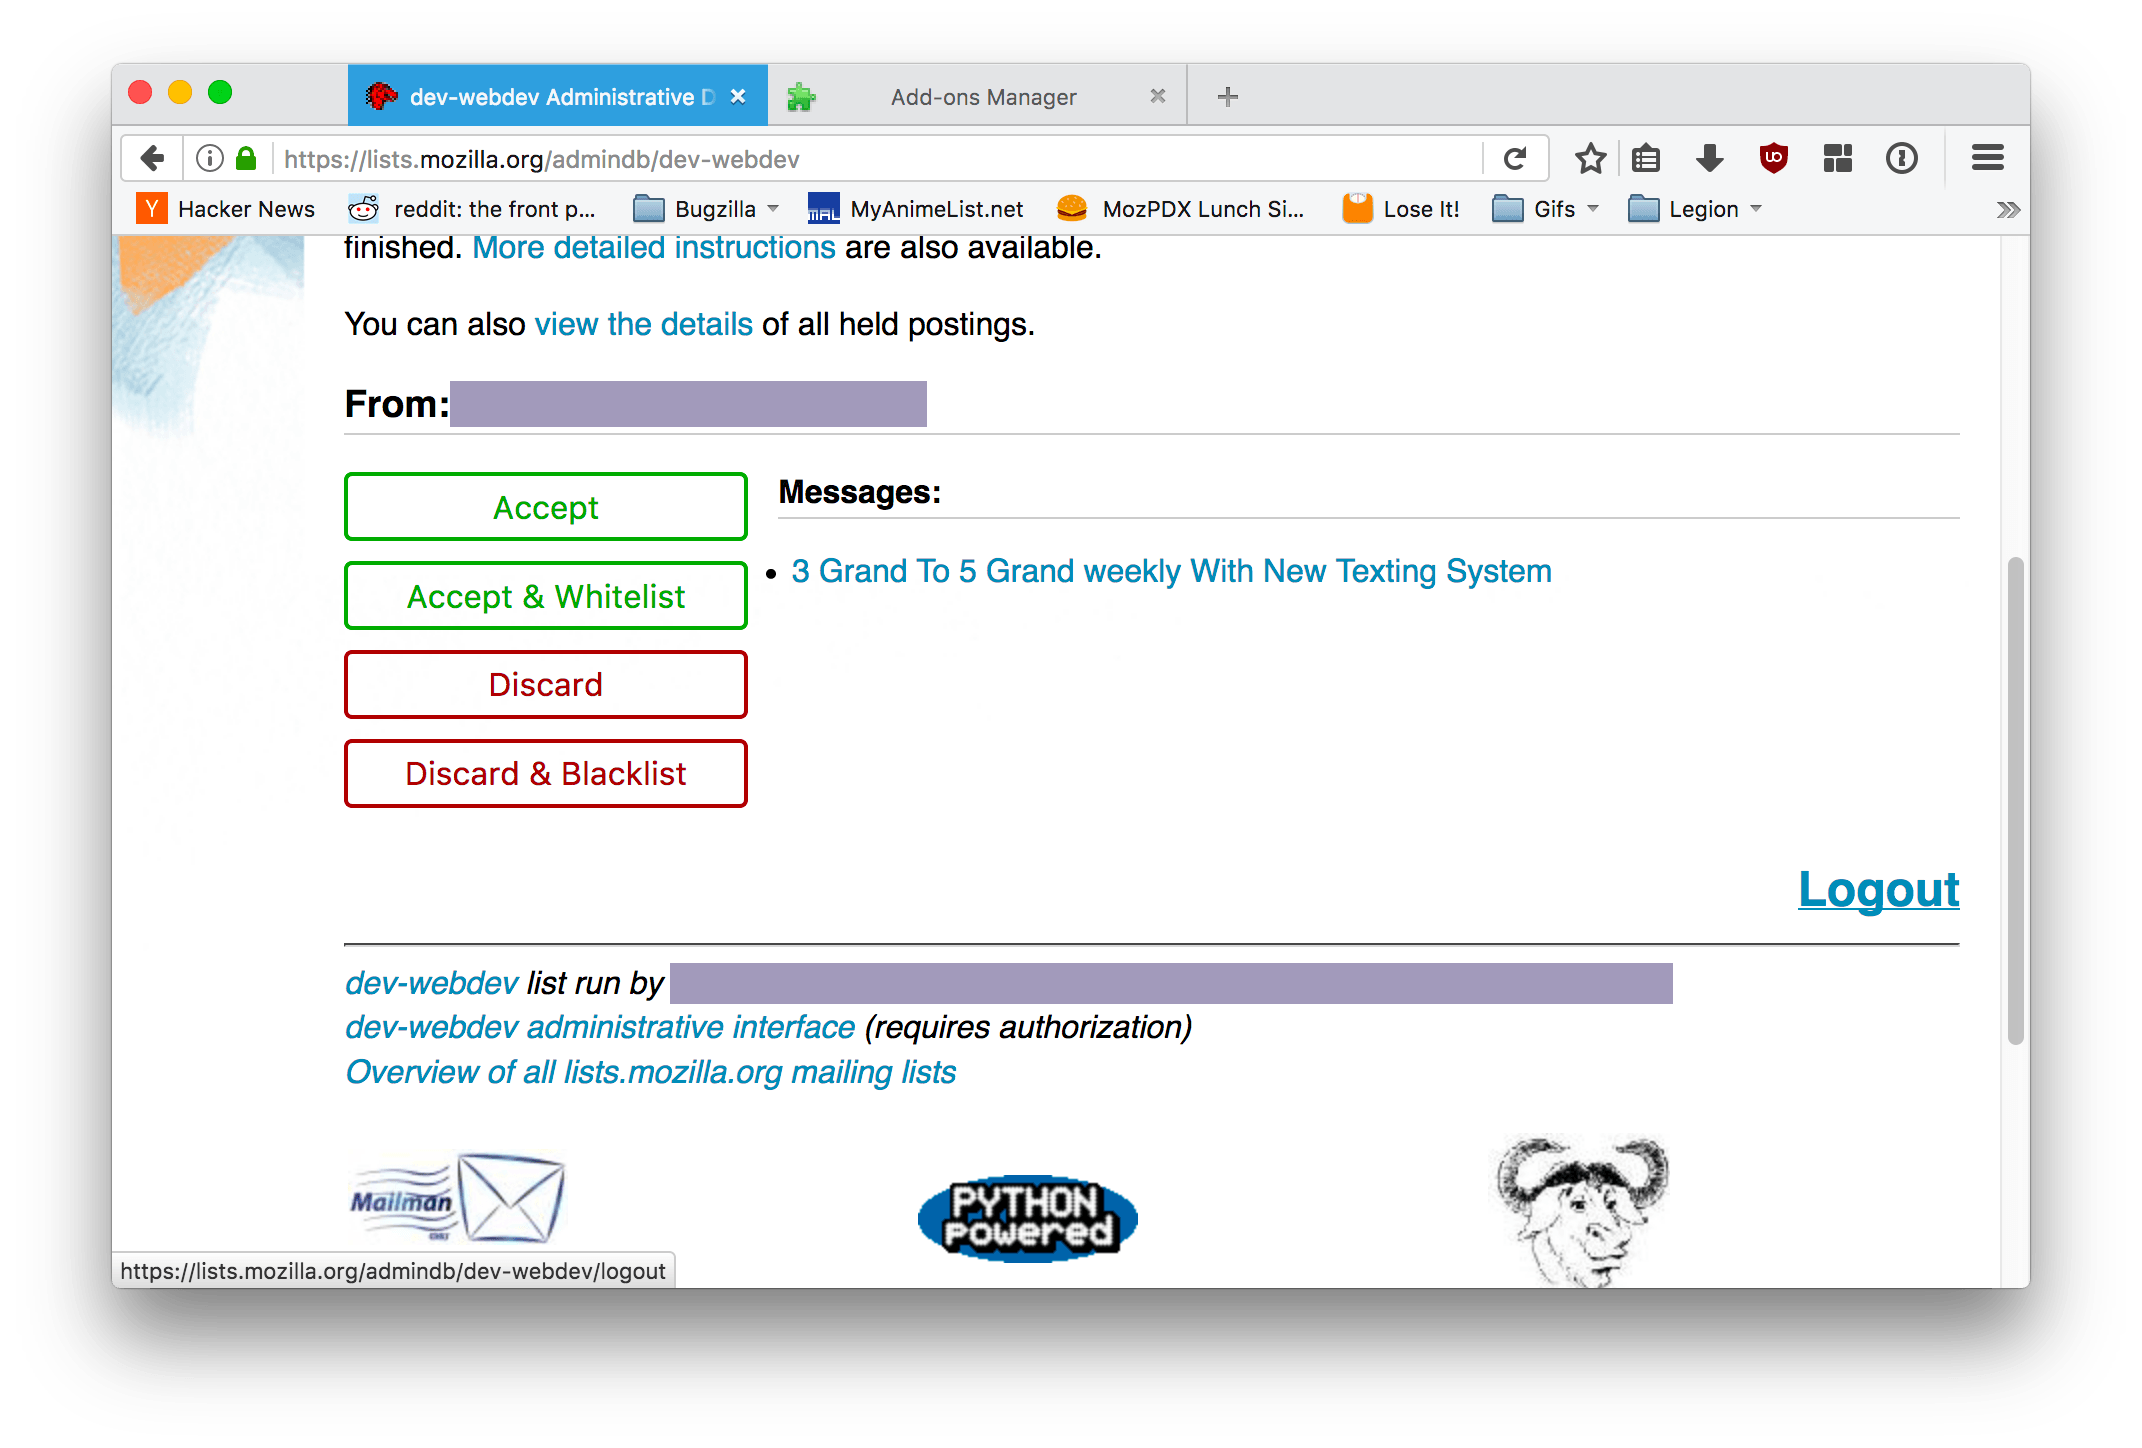 dev-webdev Administrative D
Add-ons Manager
https://lists.mozilla.org/admindb/dev-webdev
Hacker News reddit: the front p... Bugzilla MyAnimeList.net MozPDX Lunch Si... Lose It! Gifs Legion
finished. More detailed instructions are also available.
You can also view the details of all held postings.
From:
Accept
Accept & Whitelist
Discard
Discard & Blacklist
Messages:
• 3 Grand To 5 Grand weekly With New Texting System
Logout
dev-webdev list run by
dev-webdev administrative interface (requires authorization)
Overview of all lists.mozilla.org mailing lists
Mailman
PYTHON
powered
https://lists.mozilla.org/admindb/dev-webdev/logout